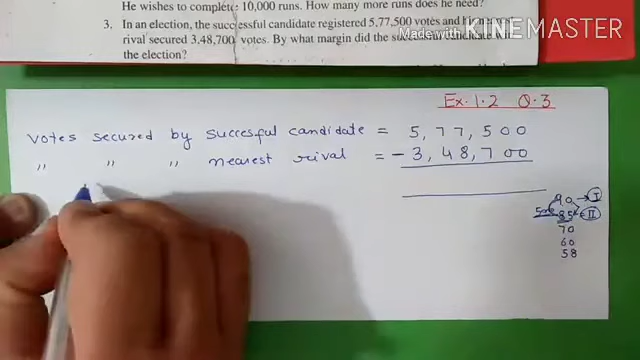 He wishes to complete 10,000 runs. How many more runs does he need?
3. In an election, the successful candidate registered 5,77,500 votes and his
rival secured 3,48,700 votes. By what margin did the successful candidate
the election?
Made with KINEMASTER
Ex. 1.2 Q.3
Votes secured by succesful candidate = 5,77,500
" " " nearest rival = - 3,48,700
90 → I
85 → II
70
60
58